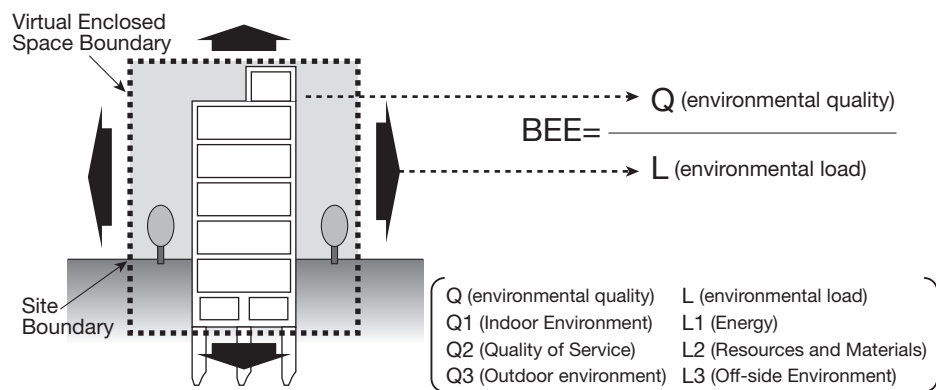 Virtual Enclosed
Space Boundary
Q (environmental quality)
BEE=
L (environmental load)
Site
Boundary
Q (environmental quality) L (environmental load)
Q1 (Indoor Environment) L1 (Energy)
Q2 (Quality of Service) L2 (Resources and Materials)
Q3 (Outdoor environment) L3 (Off-side Environment)